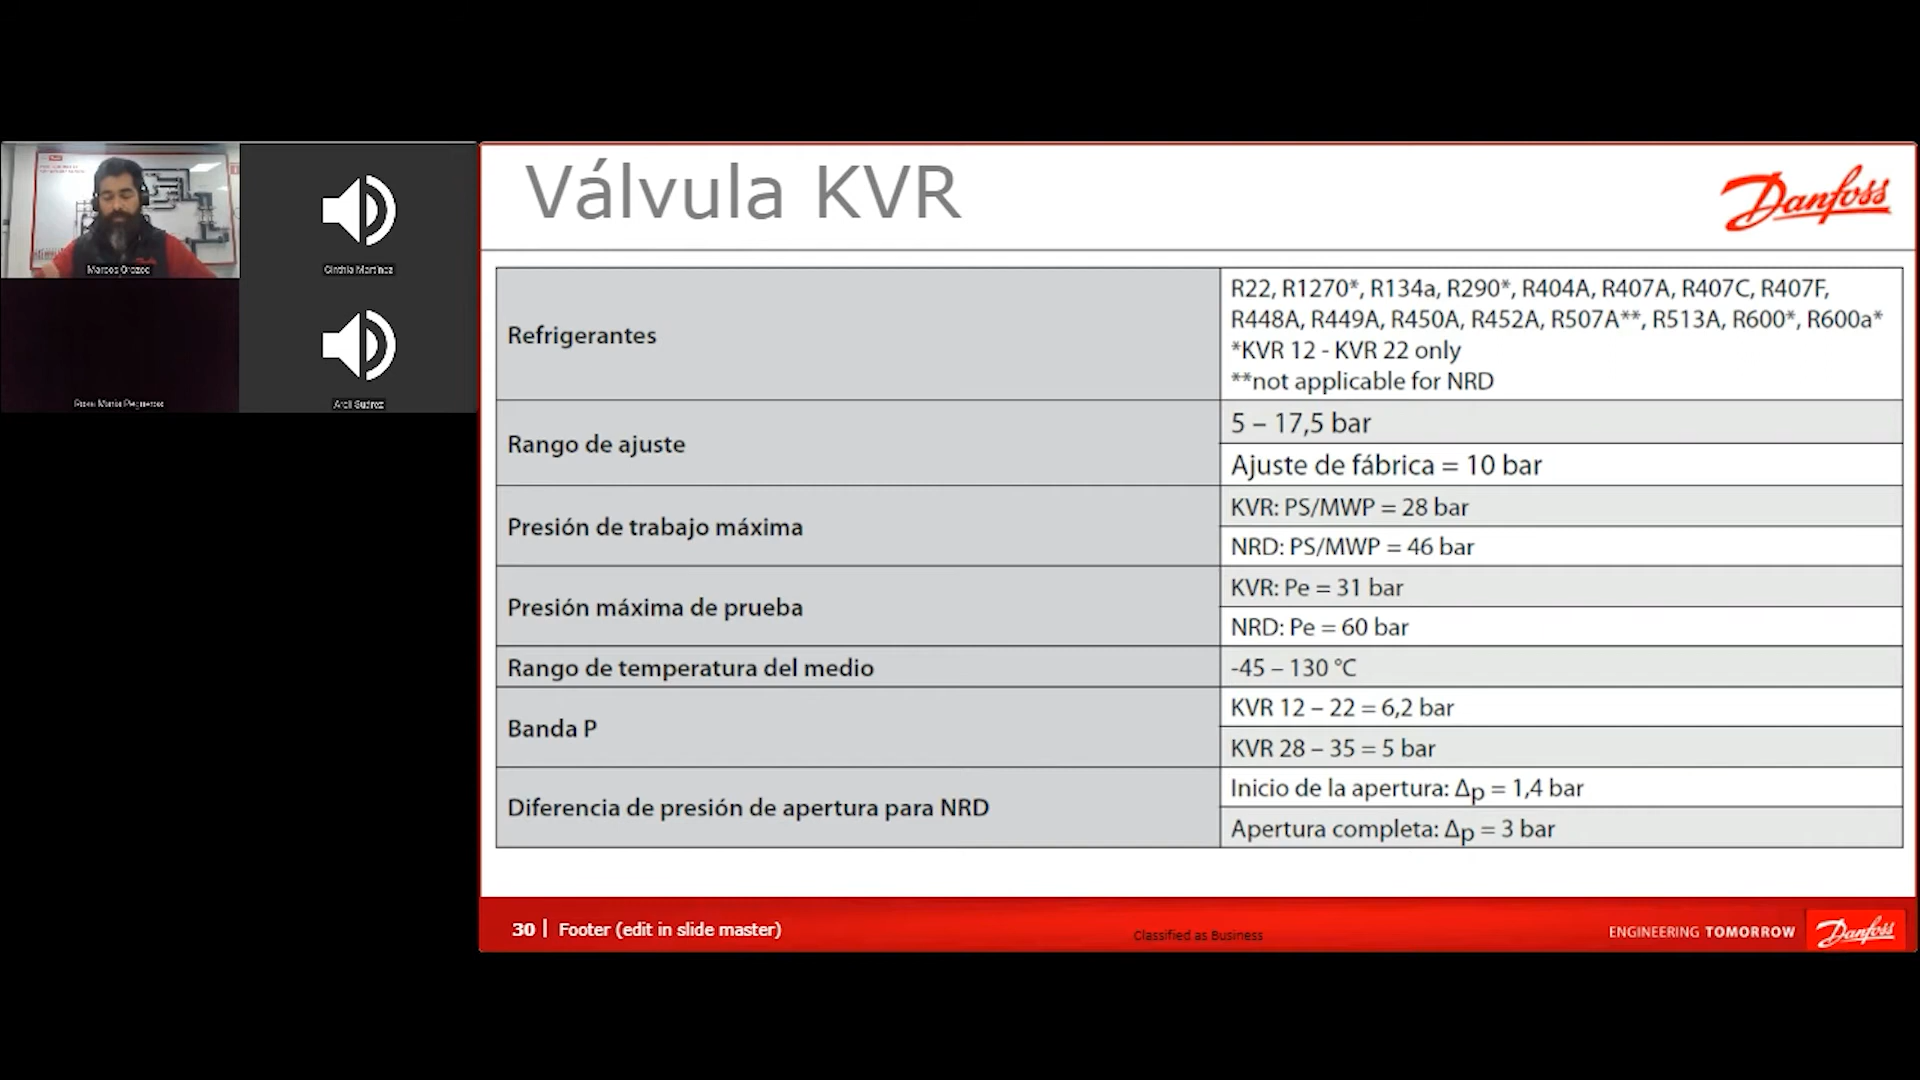 Marcos Orozco
Cinthia Martínez
Rosa María Pegueros
Areli Suárez
Válvula KVR
Danfoss
Refrigerantes
R22, R1270*, R134a, R290*, R404A, R407A, R407C, R407F,
R448A, R449A, R450A, R452A, R507A**, R513A, R600*, R600a*
*KVR 12 - KVR 22 only
**not applicable for NRD
Rango de ajuste
5 – 17,5 bar
Ajuste de fábrica = 10 bar
Presión de trabajo máxima
KVR: PS/MWP = 28 bar
NRD: PS/MWP = 46 bar
Presión máxima de prueba
KVR: Pe = 31 bar
NRD: Pe = 60 bar
Rango de temperatura del medio
-45 – 130 °C
Banda P
KVR 12 – 22 = 6,2 bar
KVR 28 – 35 = 5 bar
Diferencia de presión de apertura para NRD
Inicio de la apertura: Δp = 1,4 bar
Apertura completa: Δp = 3 bar
30 | Footer (edit in slide master)
Classified as Business
ENGINEERING TOMORROW
Danfoss